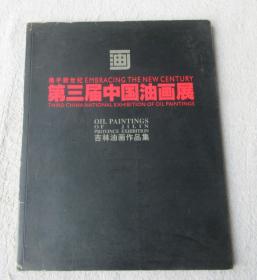 画
携手新世纪 EMBRACING THE NEW CENTURY
第三届中国油画展
THIRD CHINA NATIONAL EXHIBITION OF OIL PAINTINGS
OIL PAINTINGS
OF JILIN
PROVINCE EXHIBITION
吉林油画作品集